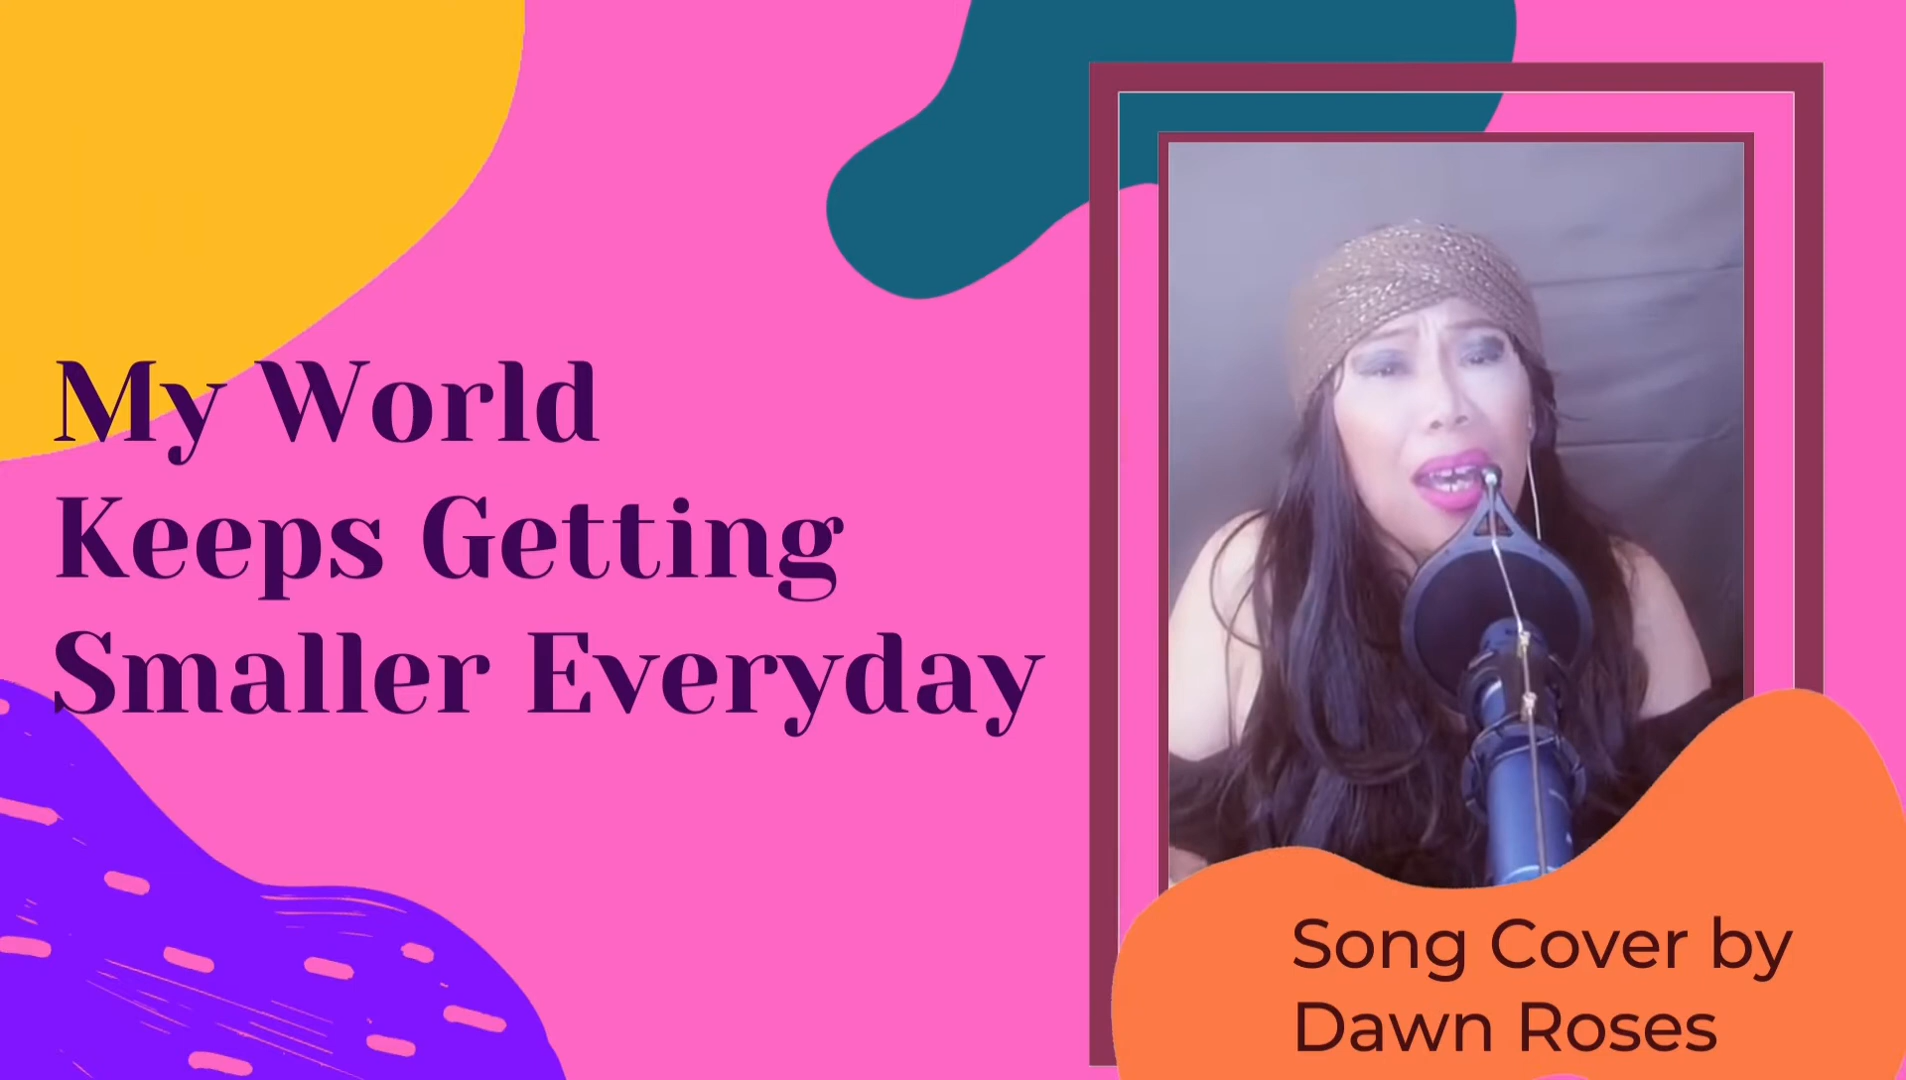 My World
Keeps Getting
Smaller Everyday
Song Cover by
Dawn Roses